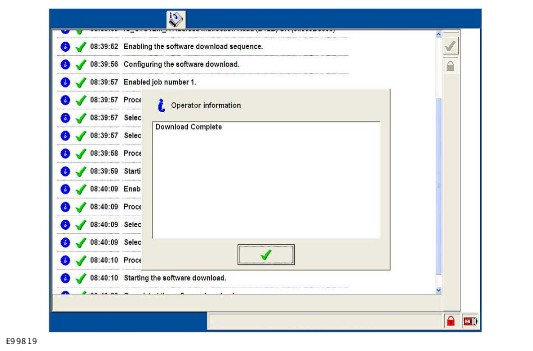 08:39:52 Enabling the software download sequence.
08:39:56 Configuring the software download.
08:39:57 Enabled job number 1.
08:39:57 Proce
08:39:57 Selec
08:39:57 Selec
08:39:58 Proce
08:39:59 Starti
08:40:09 Enab
08:40:09 Proce
08:40:09 Selec
08:40:09 Selec
08:40:10 Proce
08:40:10 Starting the software download.
Operator information
Download Complete
E99819